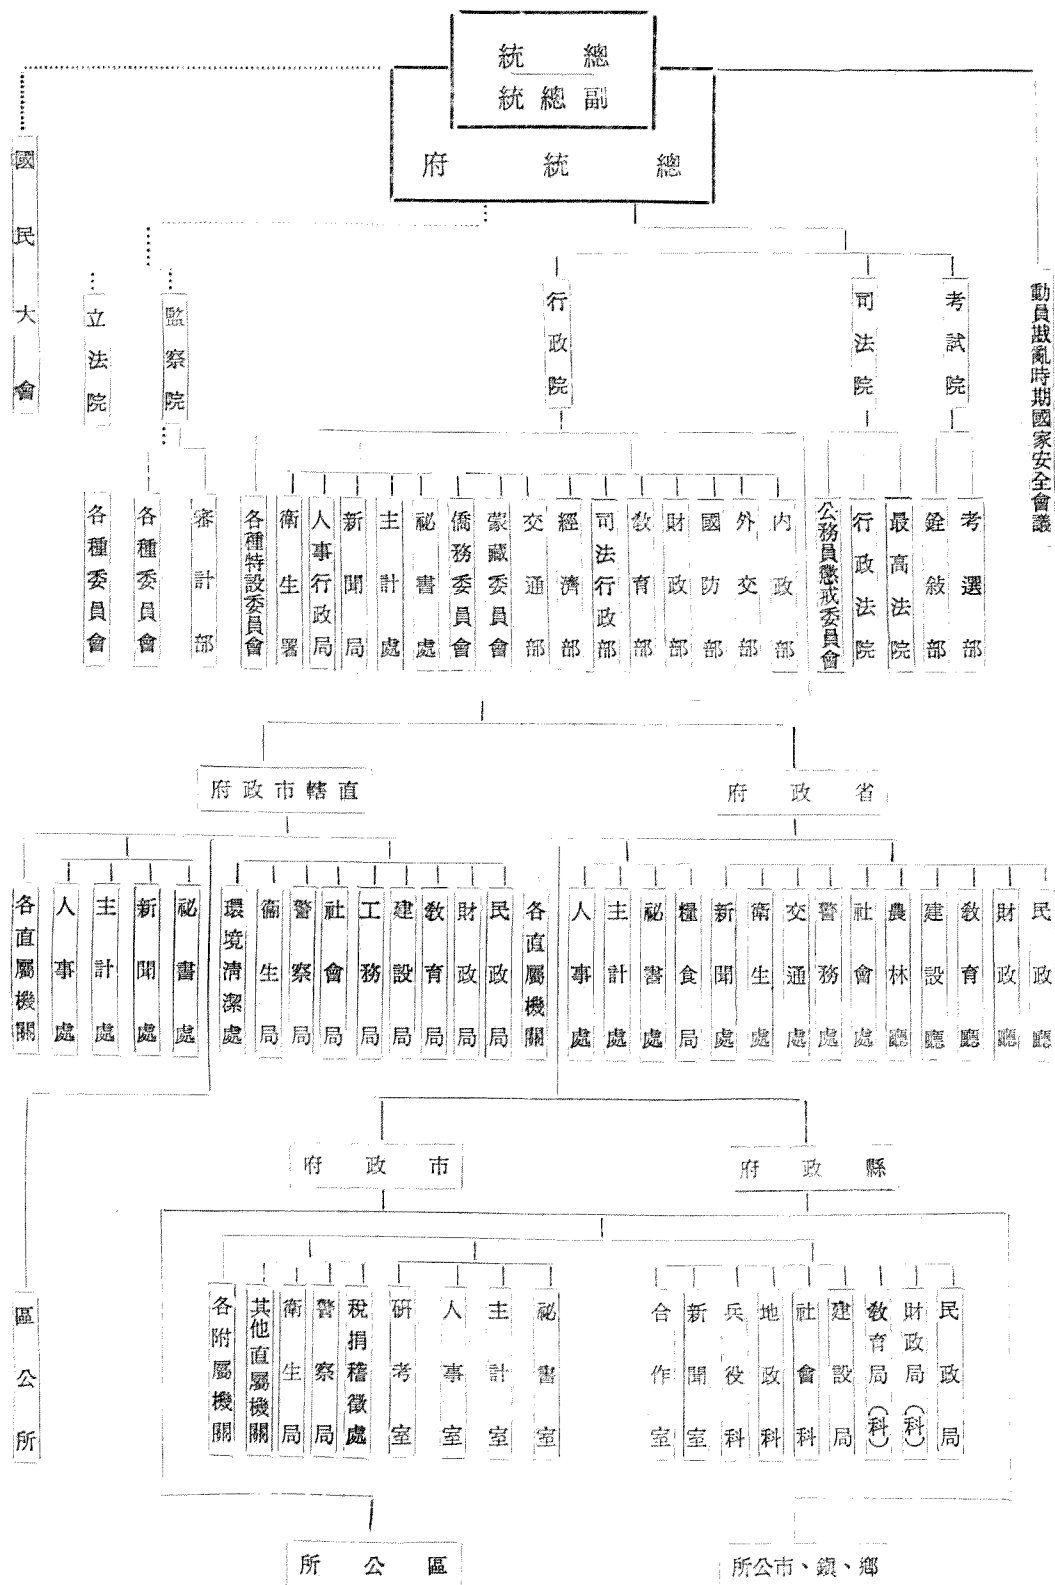 總統
副總統
總統府
動員戡亂時期國家安全會議
國民大會
考試院
司法院
行政院
監察院
立法院
考選部
銓敍部
最高法院
行政法院
公務員懲戒委員會
內政部
外交部
國防部
財政部
敎育部
司法行政部
經濟部
交通部
蒙藏委員會
僑務委員會
祕書處
主計處
新聞局
人事行政局
衛生署
各種特設委員會
審計部
各種委員會
各種委員會
省政府
直轄市政府
民政廳
財政廳
敎育廳
建設廳
農林廳
社會處
警務處
交通處
衛生處
新聞處
糧食局
祕書處
主計處
人事處
各直屬機關
民政局
財政局
敎育局
建設局
工務局
社會局
警察局
衛生局
環境清潔處
祕書處
新聞處
主計處
人事處
各直屬機關
縣政府
市政府
民政局
財政局(科)
敎育局(科)
建設局
社會科
地政科
兵役科
新聞室
合作室
祕書室
主計室
人事室
研考室
稅捐稽徵處
警察局
衛生局
其他直屬機關
各附屬機關
區公所
鄉、鎮、市公所
區公所